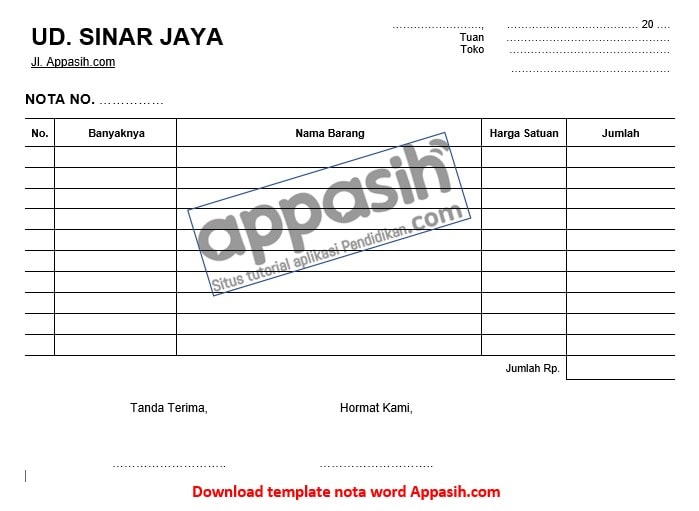 UD. SINAR JAYA
Jl. Appasih.com
……………………, …………………………… 20 ….
Tuan ……………………………………
Toko ……………………………………
……………………………………
NOTA NO. ……………
No. Banyaknya Nama Barang Harga Satuan Jumlah
appasih.com
Situs tutorial aplikasi Pendidikan
Jumlah Rp.
Tanda Terima, Hormat Kami,
……………………….. ………………………..
Download template nota word Appasih.com